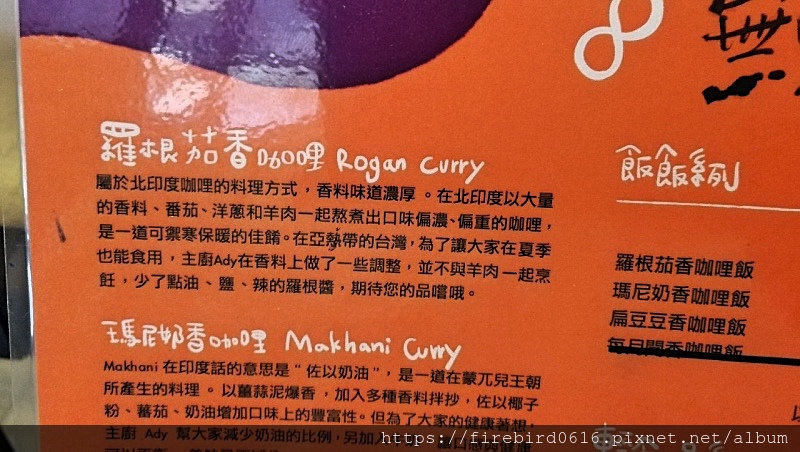 羅根茄香咖哩 Rogan Curry
屬於北印度咖哩的料理方式，香料味道濃厚。在北印度以大量
的香料、番茄、洋蔥和羊肉一起熬煮出口味偏濃、偏重的咖哩，
是一道可禦寒保暖的佳餚。在亞熱帶的台灣，為了讓大家在夏季
也能食用，主廚Ady在香料上做了一些調整，並不與羊肉一起烹
飪，少了點油、鹽、辣的羅根醬，期待您的品嚐哦。
瑪尼奶香咖哩 Makhani Curry
Makhani 在印度話的意思是"佐以奶油"，是一道在蒙兀兒王朝
所產生的料理。以薑蒜泥爆香，加入多種香料拌抄，佐以椰子
粉、蕃茄、奶油增加口味上的豐富性。但為了大家的健康著想，
主廚 Ady 幫大家減少奶油的比例，另加入
無
飯飯系列
羅根茄香咖哩飯
瑪尼奶香咖哩飯
扁豆豆香咖哩飯
每月闆香咖哩飯
https://firebird0616.pixnet.net/album